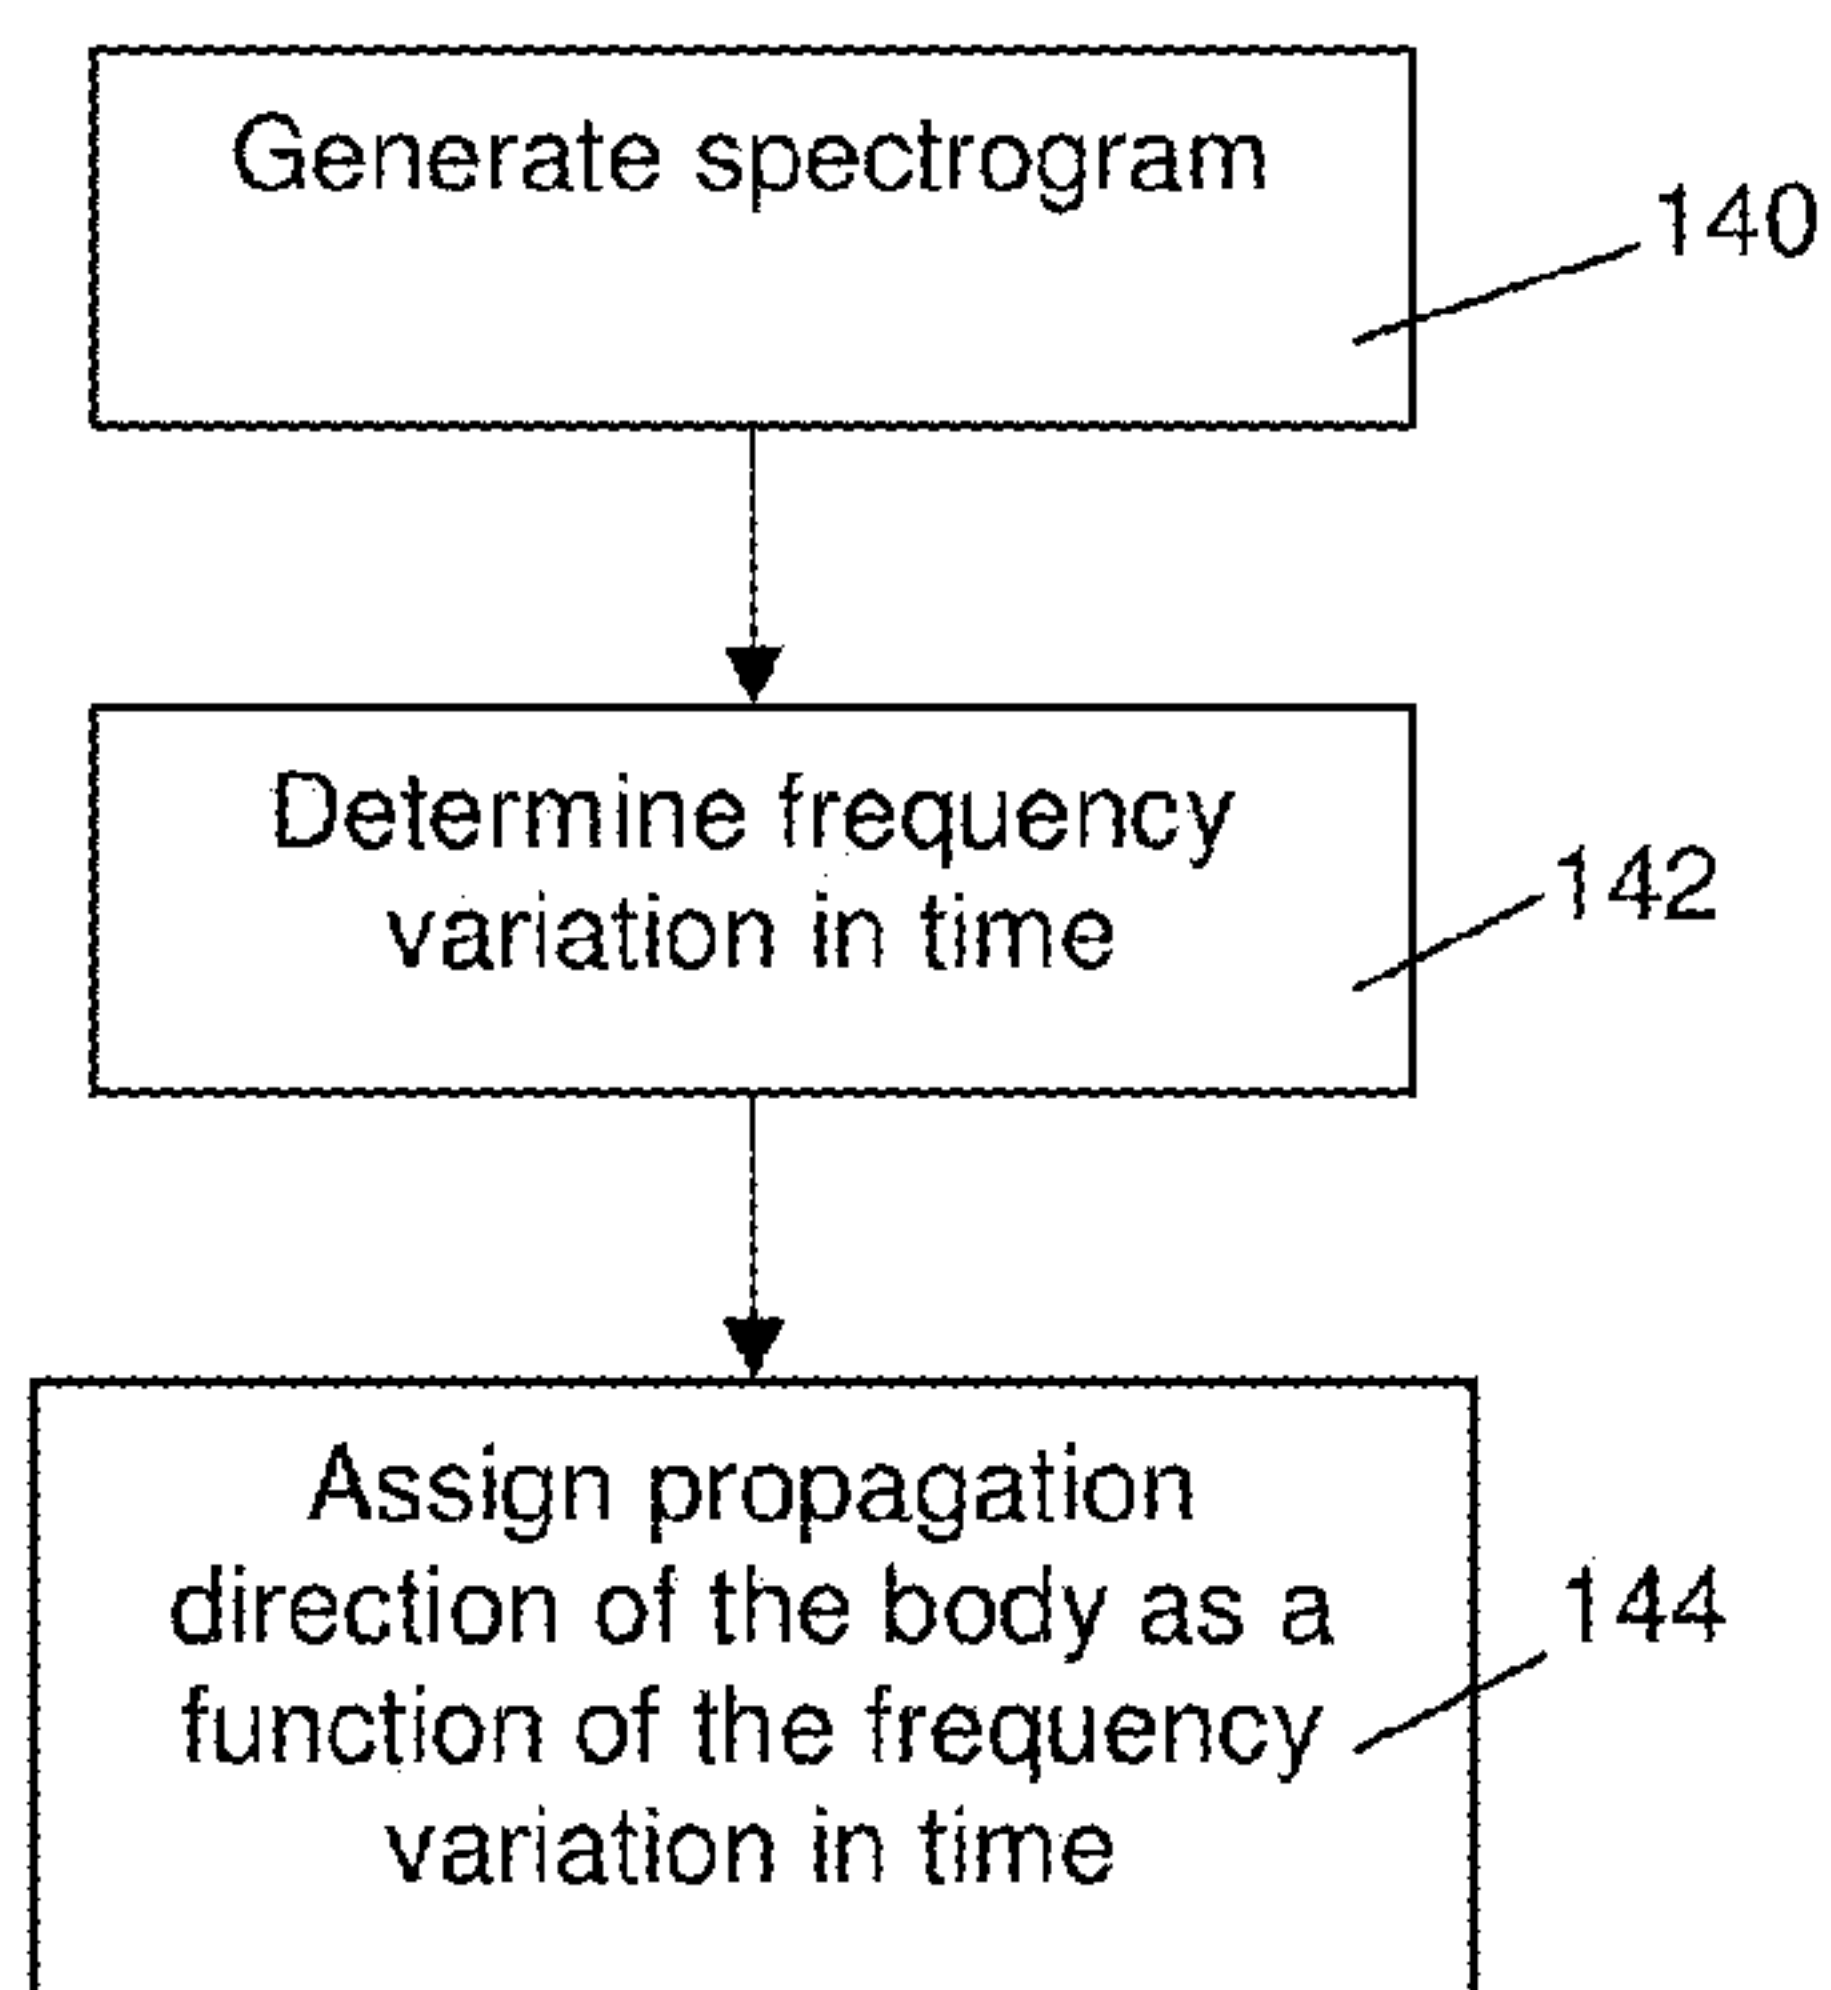 Generate spectrogram
140
Determine frequency
variation in time
142
Assign propagation
direction of the body as a
function of the frequency
variation in time
144